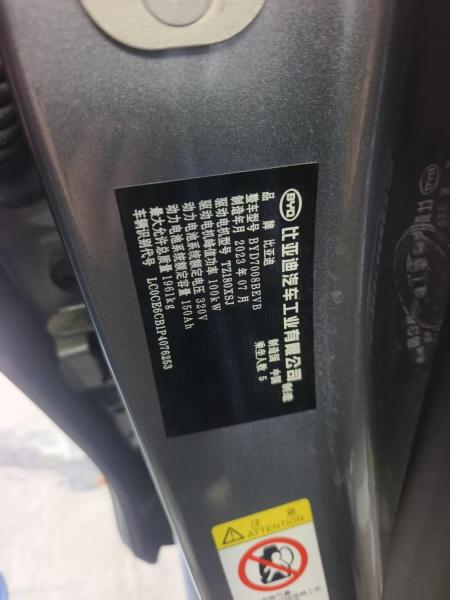 BYD 比亚迪汽车工业有限公司 制造
品 牌 比亚迪 制造国 中国
整车型号 BYD7008BEVB 乘坐人数 5
制造年月 2023 年 07 月
驱动电机型号 TZ180XSJ
驱动电机峰值功率 100kW
动力电池系统额定电压 320V
动力电池系统额定容量 150Ah
最大允许总质量 1961kg
车辆识别代号 LC0CE6CB1P4076253
注 意
ATTENTION
BYD